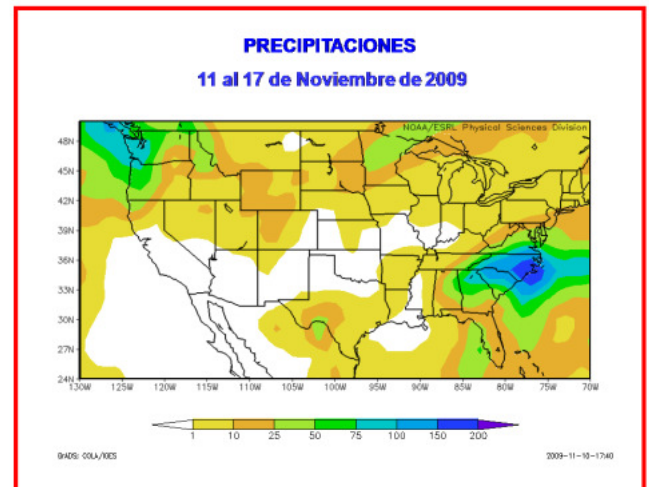 PRECIPITACIONES
11 al 17 de Noviembre de 2009
NOAA/ESRL Physical Sciences Division
48N
45N
42N
39N
36N
33N
30N
27N
24N
130W 125W 120W 115W 110W 105W 100W 95W 90W 85W 80W 75W 70W
1 10 25 50 75 100 150 200
GrADS: COLA/IGES 2009-11-10-17:40